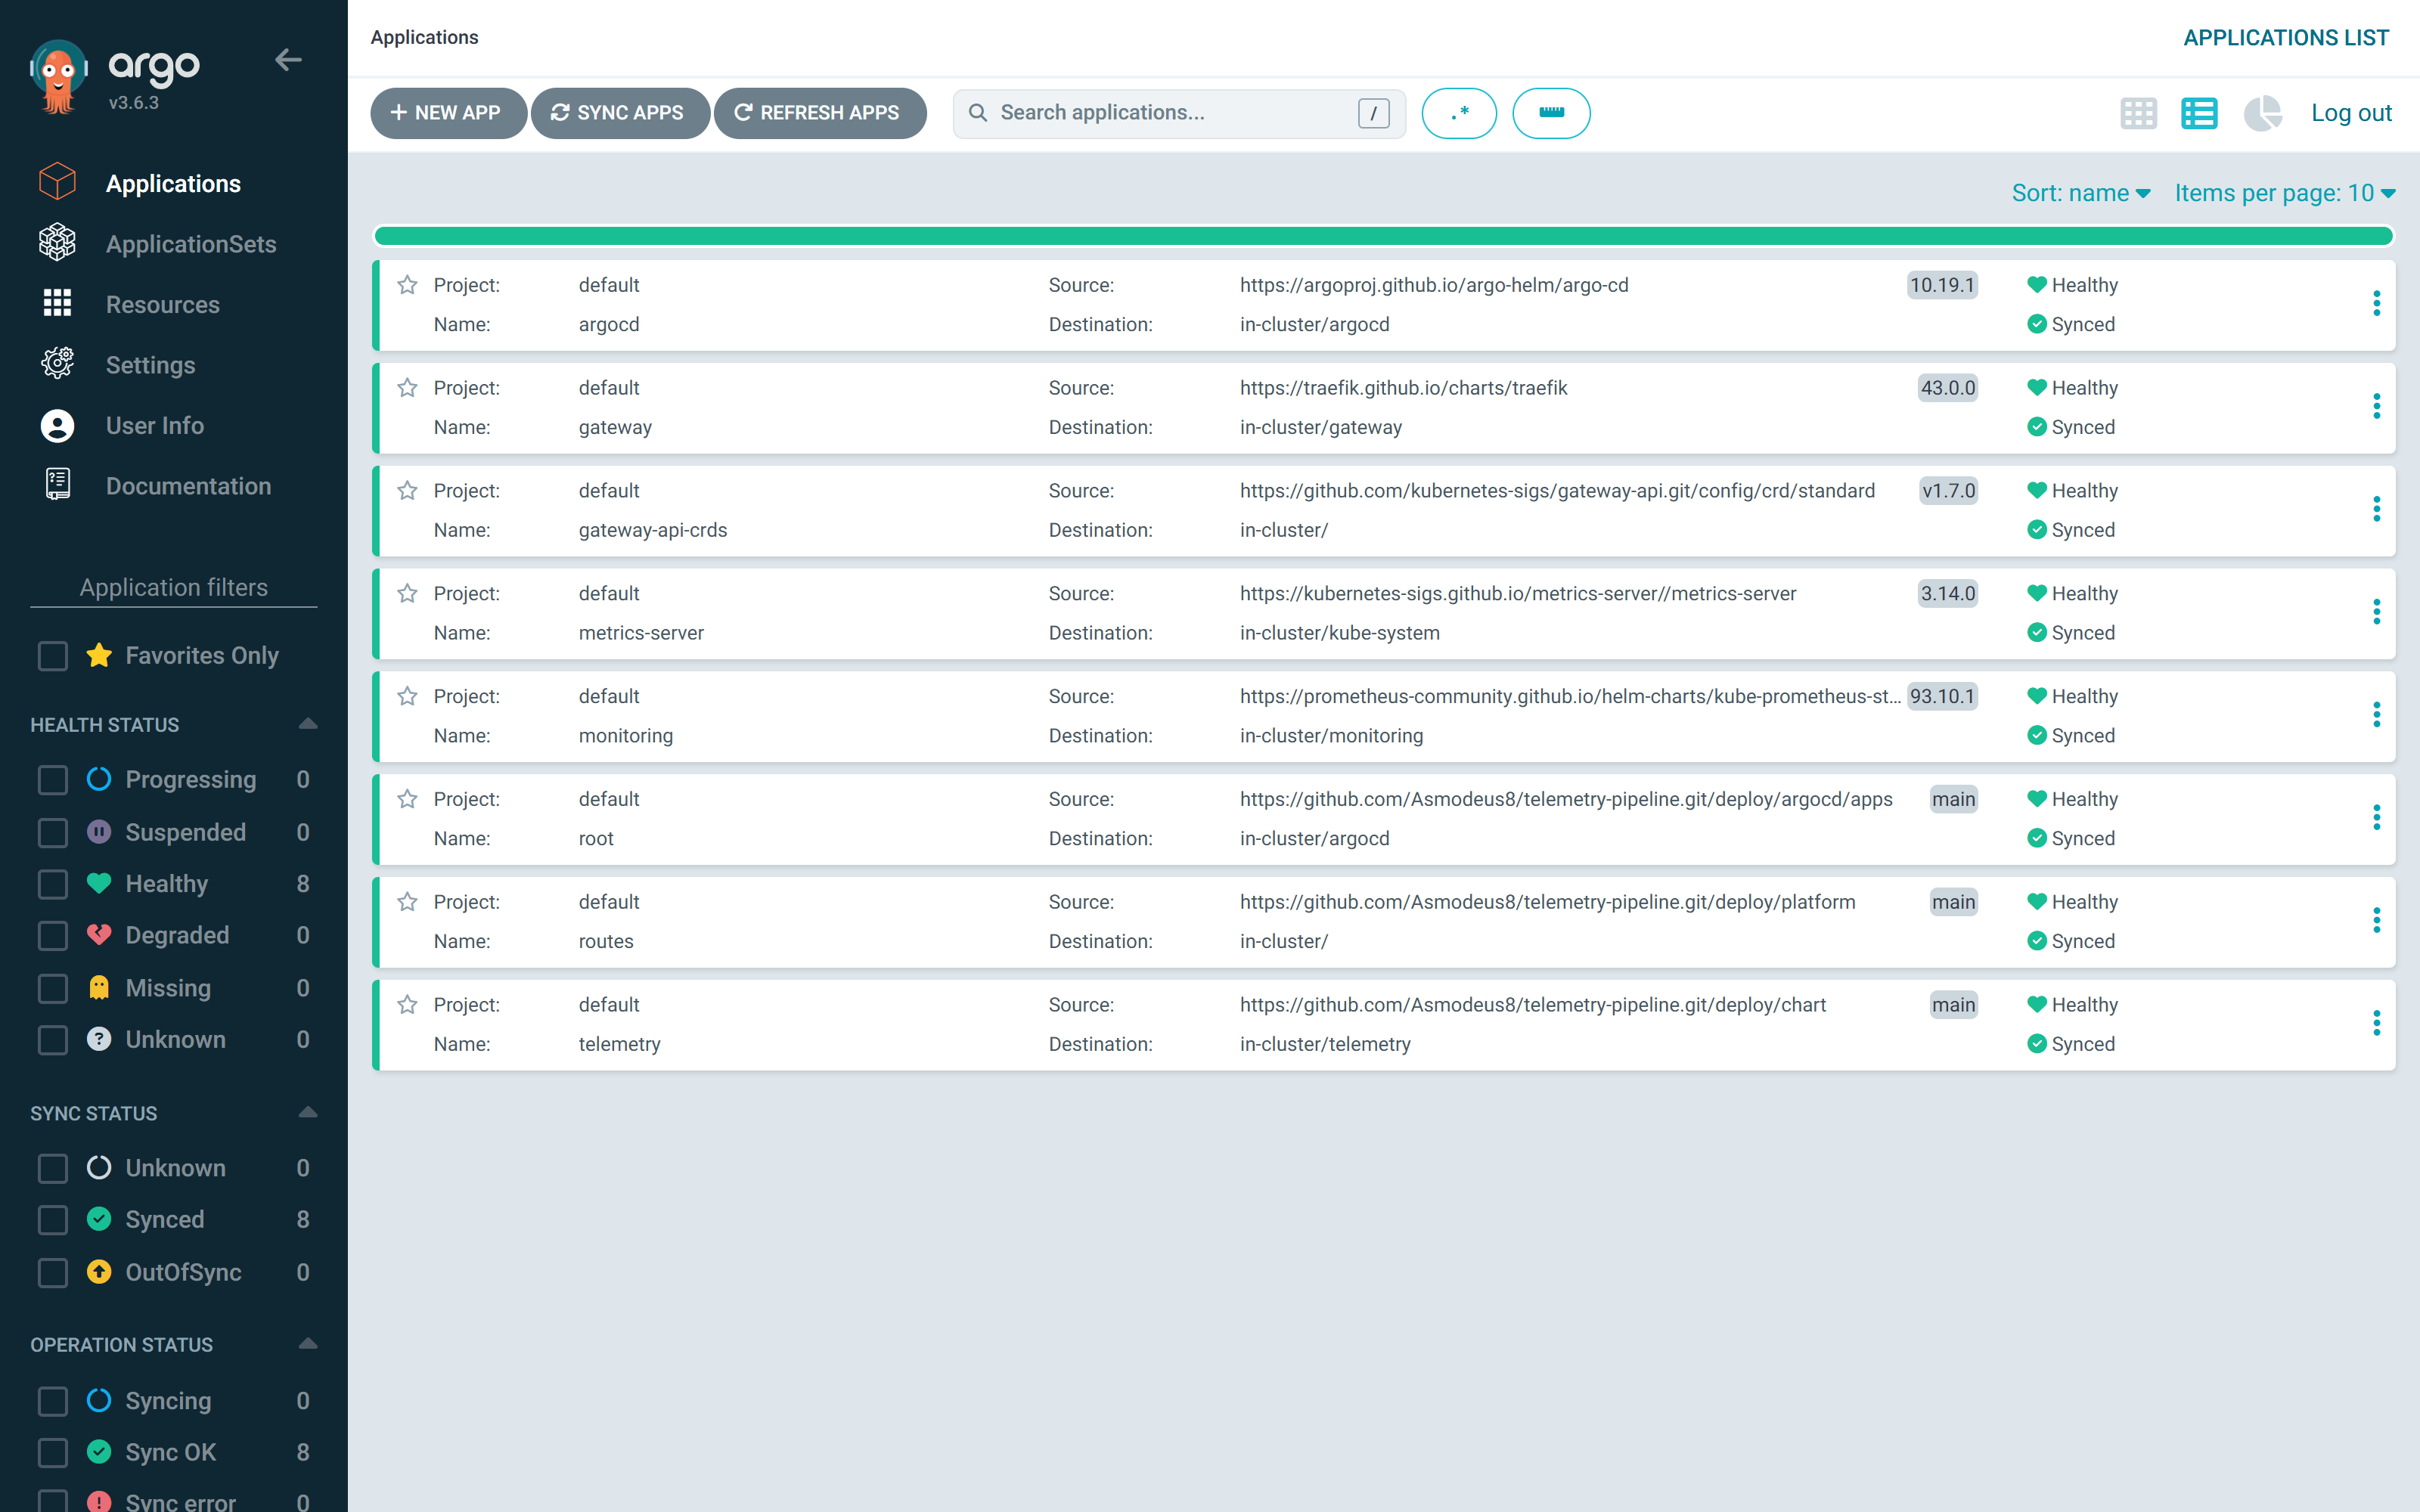 argo
v3.6.3
Applications
ApplicationSets
Resources
Settings
User Info
Documentation
Application filters
Favorites Only
HEALTH STATUS
Progressing 0
Suspended 0
Healthy 8
Degraded 0
Missing 0
Unknown 0
SYNC STATUS
Unknown 0
Synced 8
OutOfSync 0
OPERATION STATUS
Syncing 0
Sync OK 8
Sync error 0
Applications APPLICATIONS LIST
NEW APP SYNC APPS REFRESH APPS Search applications... / .* Log out
Sort: name Items per page: 10
Project: default Source: https://argoproj.github.io/argo-helm/argo-cd 10.19.1 Healthy
Name: argocd Destination: in-cluster/argocd Synced
Project: default Source: https://traefik.github.io/charts/traefik 43.0.0 Healthy
Name: gateway Destination: in-cluster/gateway Synced
Project: default Source: https://github.com/kubernetes-sigs/gateway-api.git/config/crd/standard v1.7.0 Healthy
Name: gateway-api-crds Destination: in-cluster/ Synced
Project: default Source: https://kubernetes-sigs.github.io/metrics-server//metrics-server 3.14.0 Healthy
Name: metrics-server Destination: in-cluster/kube-system Synced
Project: default Source: https://prometheus-community.github.io/helm-charts/kube-prometheus-st... 93.10.1 Healthy
Name: monitoring Destination: in-cluster/monitoring Synced
Project: default Source: https://github.com/Asmodeus8/telemetry-pipeline.git/deploy/argocd/apps main Healthy
Name: root Destination: in-cluster/argocd Synced
Project: default Source: https://github.com/Asmodeus8/telemetry-pipeline.git/deploy/platform main Healthy
Name: routes Destination: in-cluster/ Synced
Project: default Source: https://github.com/Asmodeus8/telemetry-pipeline.git/deploy/chart main Healthy
Name: telemetry Destination: in-cluster/telemetry Synced